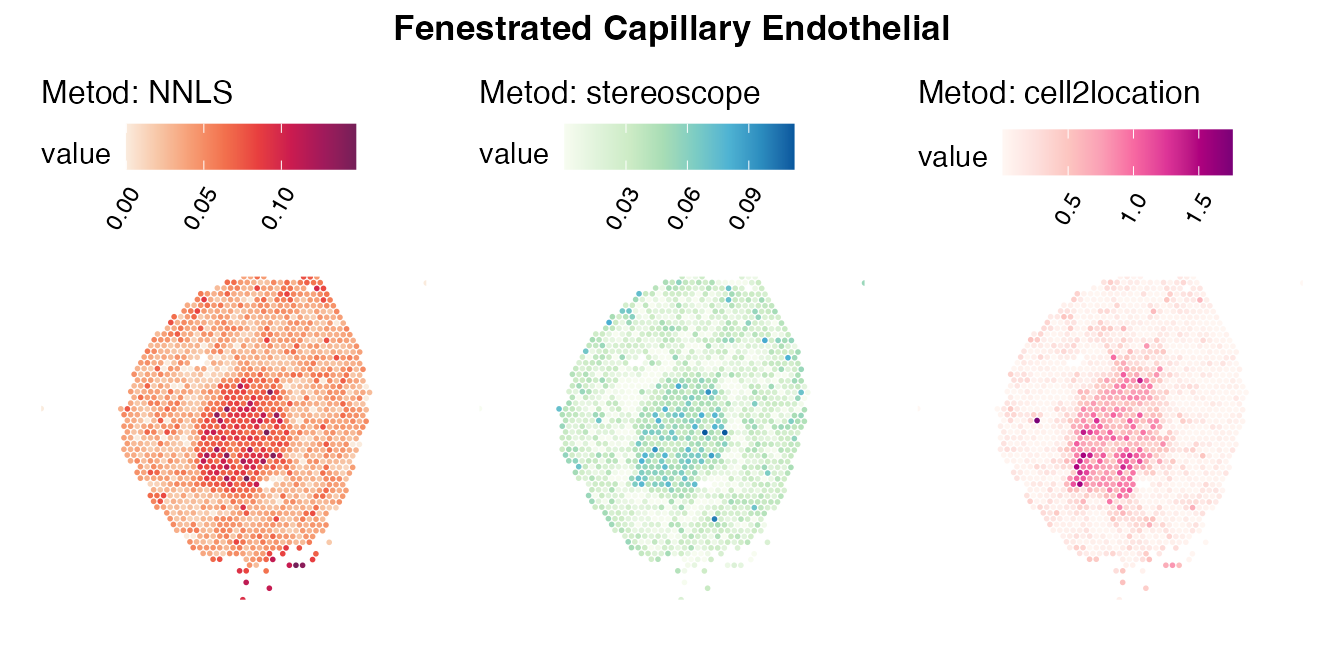 Fenestrated Capillary Endothelial
Metod: NNLS
value
0.00
0.05
0.10
Metod: stereoscope
value
0.03
0.06
0.09
Metod: cell2location
value
0.5
1.0
1.5